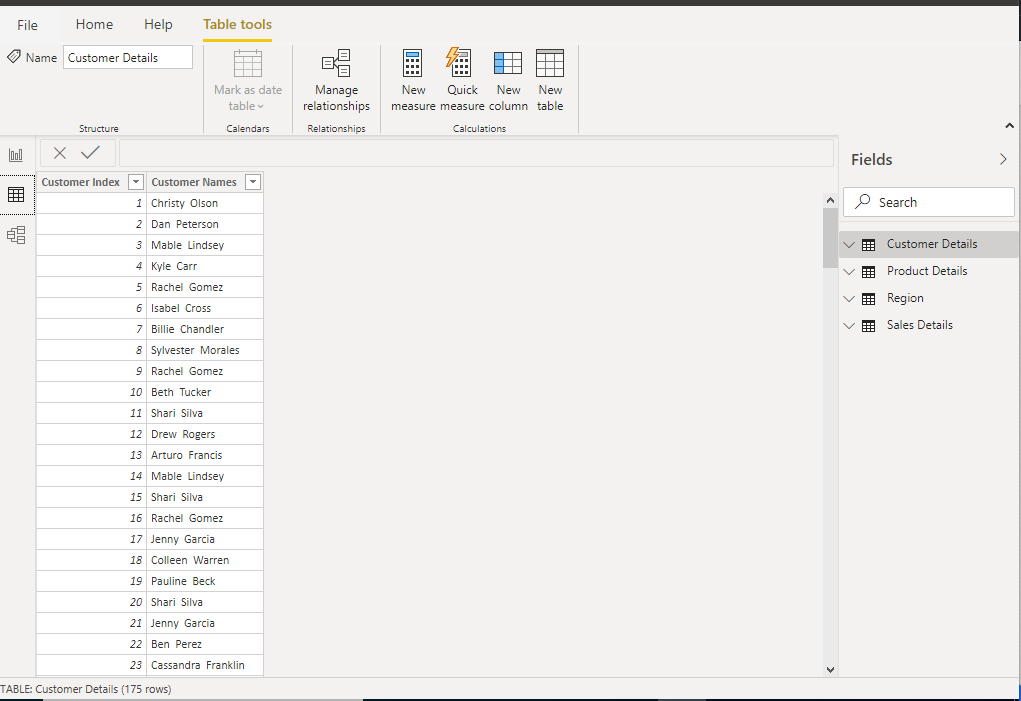 File Home Help Table tools
Name Customer Details
Mark as date table
Manage relationships
New measure
Quick measure
New column
New table
Structure Calendars Relationships Calculations
Fields
Search
Customer Details
Product Details
Region
Sales Details
Customer Index Customer Names
1 Christy Olson
2 Dan Peterson
3 Mable Lindsey
4 Kyle Carr
5 Rachel Gomez
6 Isabel Cross
7 Billie Chandler
8 Sylvester Morales
9 Rachel Gomez
10 Beth Tucker
11 Shari Silva
12 Drew Rogers
13 Arturo Francis
14 Mable Lindsey
15 Shari Silva
16 Rachel Gomez
17 Jenny Garcia
18 Colleen Warren
19 Pauline Beck
20 Shari Silva
21 Jenny Garcia
22 Ben Perez
23 Cassandra Franklin
TABLE: Customer Details (175 rows)